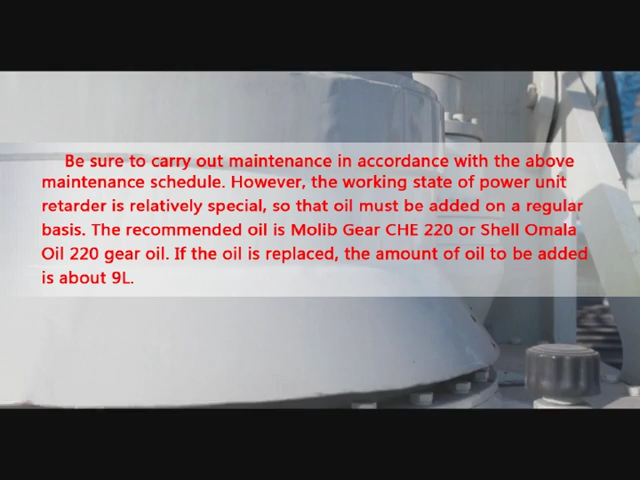 Be sure to carry out maintenance in accordance with the above
maintenance schedule. However, the working state of power unit
retarder is relatively special, so that oil must be added on a regular
basis. The recommended oil is Molib Gear CHE 220 or Shell Omala
Oil 220 gear oil. If the oil is replaced, the amount of oil to be added
is about 9L.